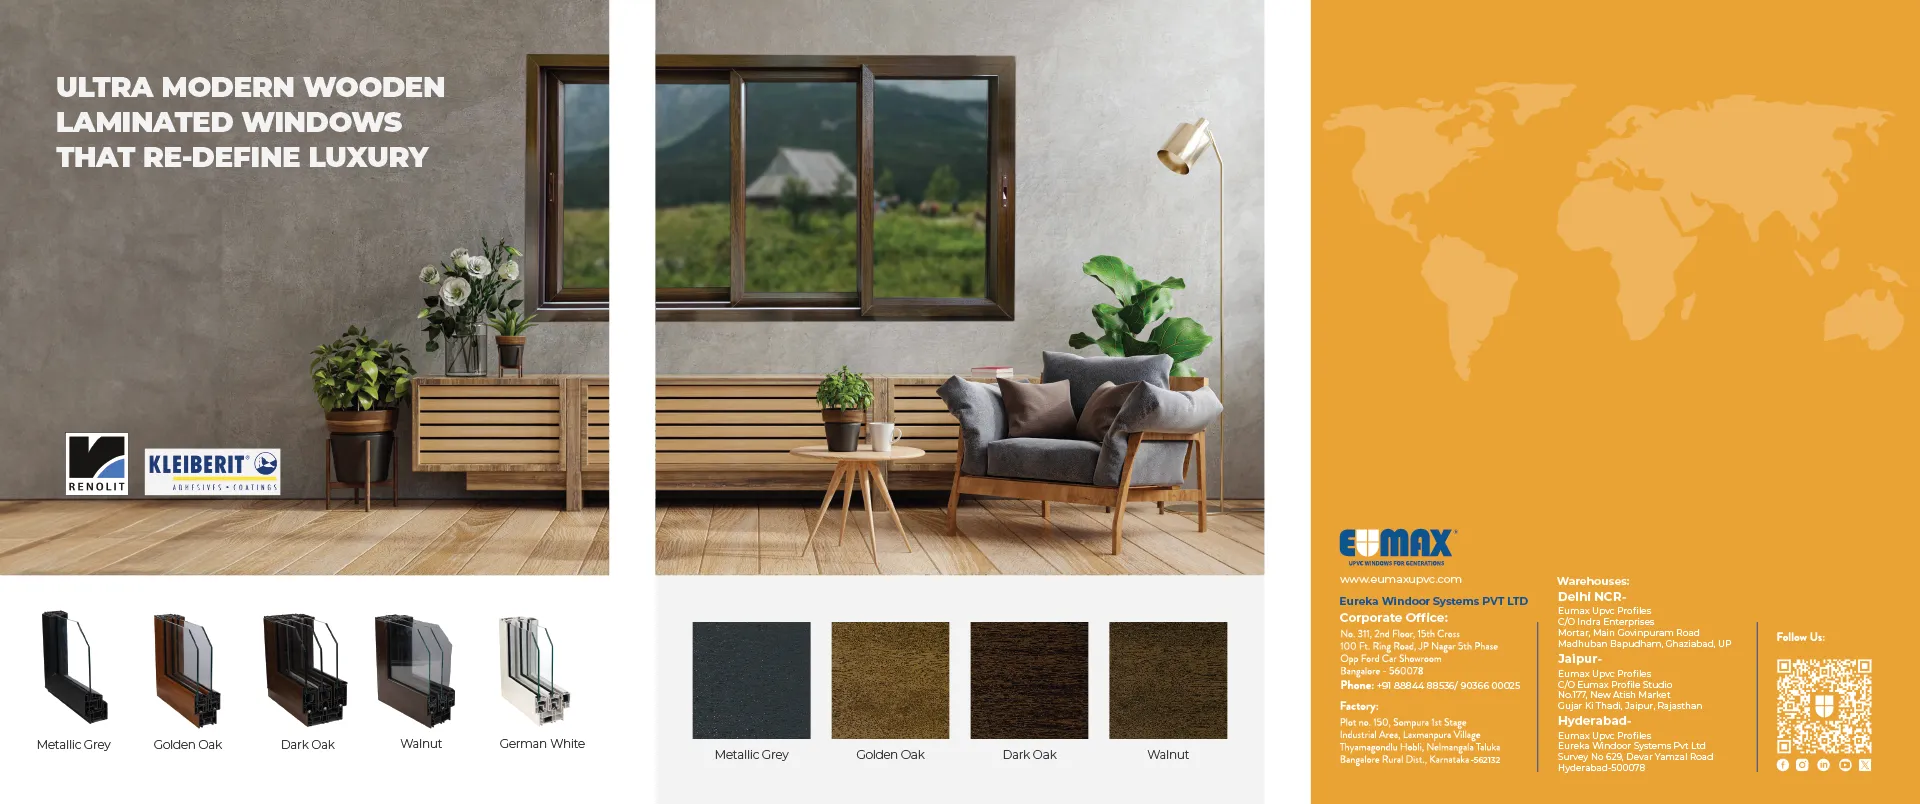 ULTRA MODERN WOODEN
LAMINATED WINDOWS
THAT RE-DEFINE LUXURY
RENOLIT
KLEIBERIT®
ADHESIVES • COATINGS
Metallic Grey
Golden Oak
Dark Oak
Walnut
German White
Metallic Grey
Golden Oak
Dark Oak
Walnut
EUMAX®
UPVC WINDOWS FOR GENERATIONS
www.eumaxupvc.com
Eureka Windoor Systems PVT LTD
Corporate Office:
No. 311, 2nd Floor, 15th Cross
100 Ft. Ring Road, JP Nagar 5th Phase
Opp Ford Car Showroom
Bangalore - 560078
Phone: +91 88844 88536/ 90366 00025
Factory:
Plot no. 150, Sompura 1st Stage
Industrial Area, Laxmanpura Village
Thyamagondlu Hobli, Nelmangala Taluka
Bangalore Rural Dist., Karnataka-562132
Warehouses:
Delhi NCR-
Eumax Upvc Profiles
C/O Indra Enterprises
Mortar, Main Govinpuram Road
Madhuban Bapudham, Ghaziabad, UP
Jaipur-
Eumax Upvc Profiles
C/O Eumax Profile Studio
No.177, New Atish Market
Gujar Ki Thadi, Jaipur, Rajasthan
Hyderabad-
Eumax Upvc Profiles
Eureka Windoor Systems Pvt Ltd
Survey No 629, Devar Yamzal Road
Hyderabad-500078
Follow Us: